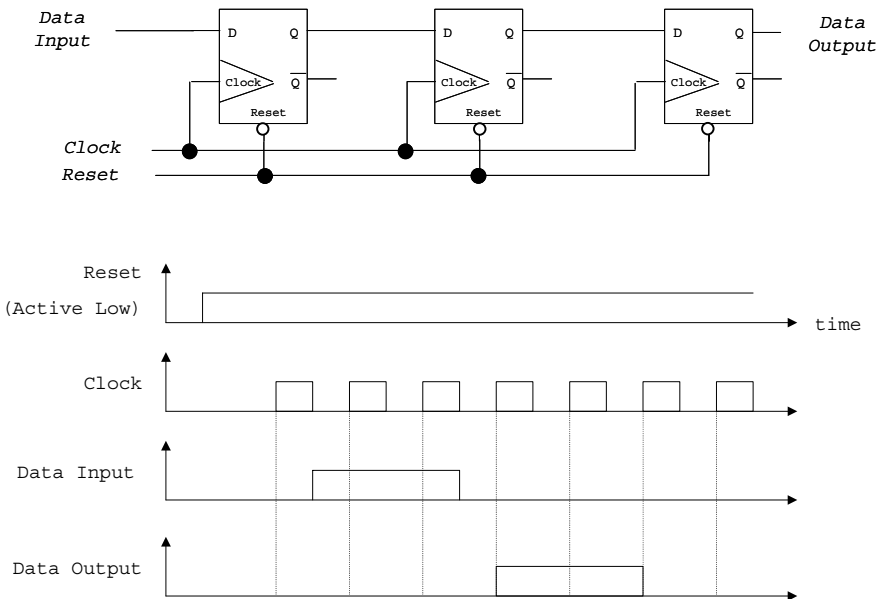 Data
Input
D Q
Clock Q
Reset
D Q
Clock Q
Reset
D Q
Clock Q
Reset
Data
Output
Clock
Reset
Reset
(Active Low)
time
Clock
Data Input
Data Output